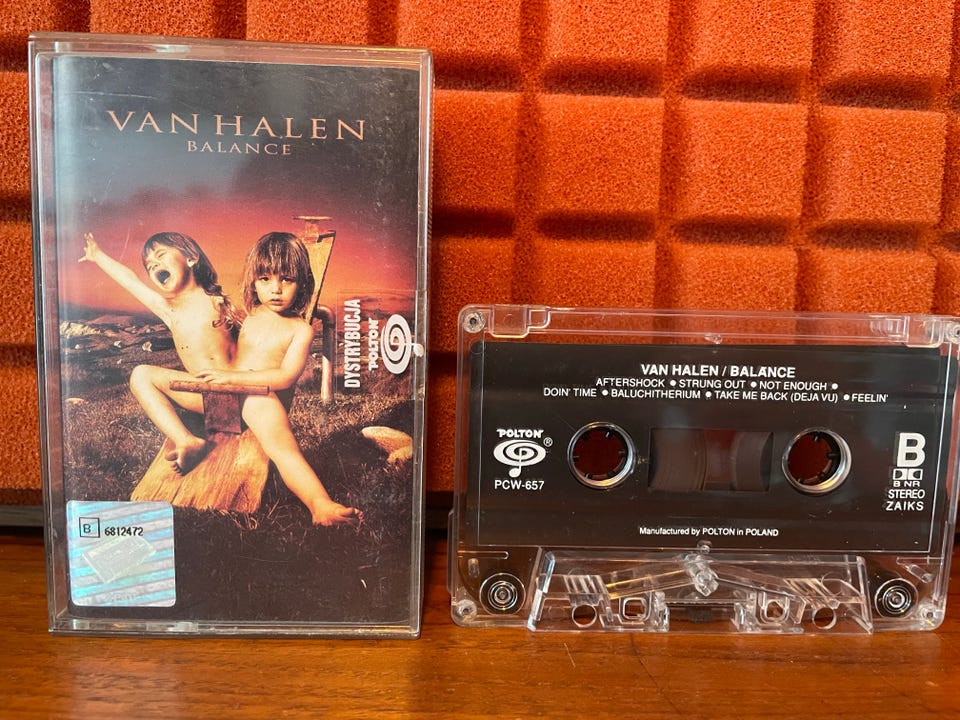 VAN HALEN
BALANCE
DYSTRYBUCJA
POLTON
B 6812472
VAN HALEN / BALANCE
AFTERSHOCK ● STRUNG OUT ● NOT ENOUGH ●
DOIN' TIME ● BALUCHITHERIUM ● TAKE ME BACK (DEJA VU) ● FEELIN'
POLTON
®
PCW-657
B
B NR
STEREO
ZAIKS
Manufactured by POLTON in POLAND